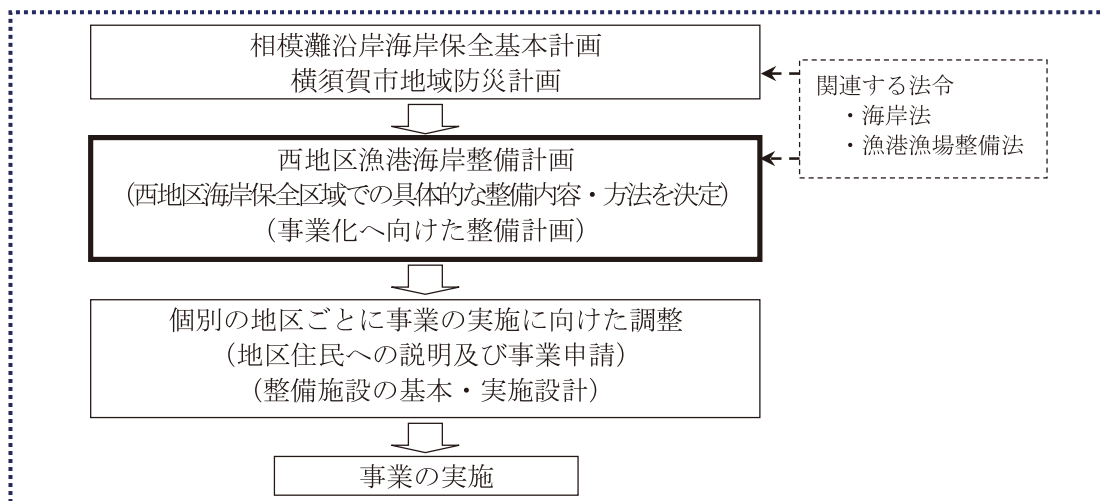 相模灘沿岸海岸保全基本計画
横須賀市地域防災計画
関連する法令
・海岸法
・漁港漁場整備法
西地区漁港海岸整備計画
(西地区海岸保全区域での具体的な整備内容・方法を決定)
（事業化へ向けた整備計画）
個別の地区ごとに事業の実施に向けた調整
（地区住民への説明及び事業申請）
（整備施設の基本・実施設計）
事業の実施